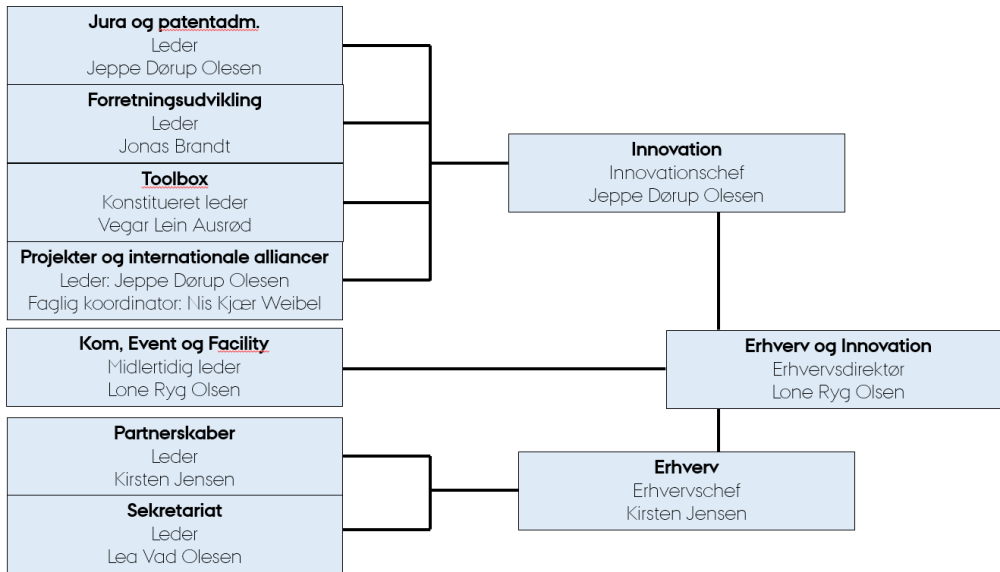 Jura og patentadm.
Leder
Jeppe Dørup Olesen
Forretningsudvikling
Leder
Jonas Brandt
Toolbox
Konstitueret leder
Vegar Lein Ausrød
Projekter og internationale alliancer
Leder: Jeppe Dørup Olesen
Faglig koordinator: Nis Kjær Weibel
Kom, Event og Facility
Midlertidig leder
Lone Ryg Olsen
Partnerskaber
Leder
Kirsten Jensen
Sekretariat
Leder
Lea Vad Olesen
Innovation
Innovationschef
Jeppe Dørup Olesen
Erhverv og Innovation
Erhvervsdirektør
Lone Ryg Olsen
Erhverv
Erhvervschef
Kirsten Jensen